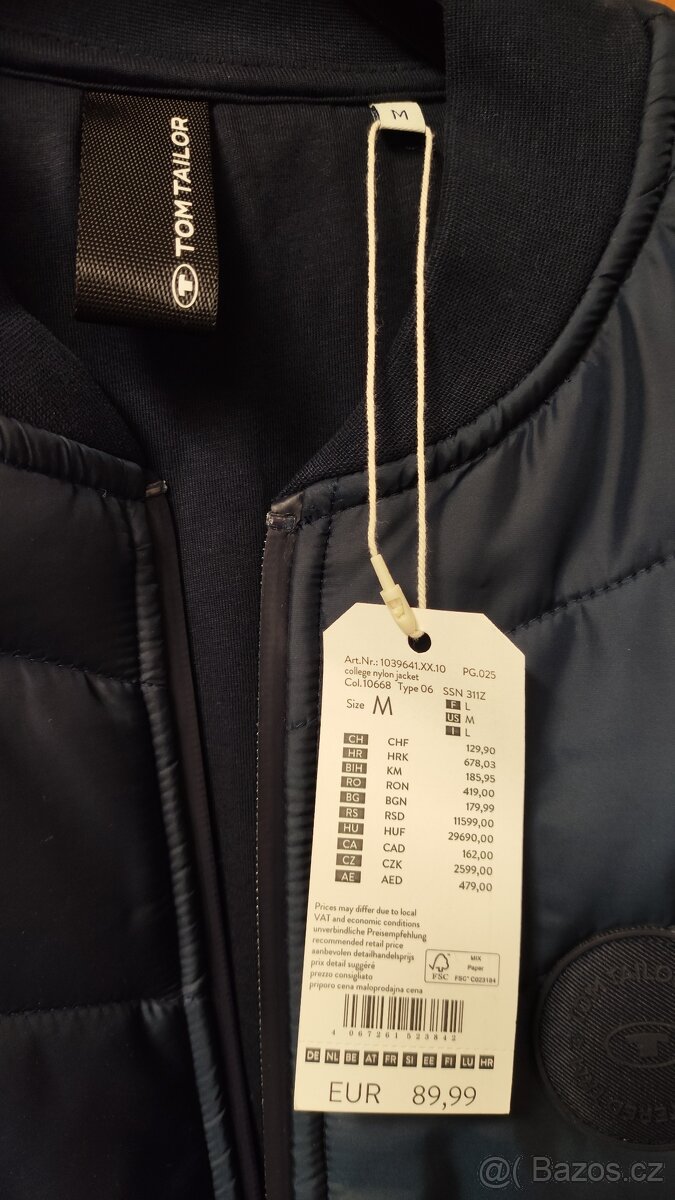 TOM TAILOR
M
Art.Nr.: 1039641.XX.10 PG.025
college nylon jacket
Col.10668 Type 06 SSN 311Z
Size M
F L
US M
I L
CH CHF 129,90
HR HRK 678,03
BIH KM 185,95
RO RON 419,00
BG BGN 179,99
RS RSD 11599,00
HU HUF 29690,00
CA CAD 162,00
CZ CZK 2599,00
AE AED 479,00
Prices may differ due to local
VAT and economic conditions
unverbindliche Preisempfehlung
recommended retail price
aanbevolen detailhandelsprijs
prix detail suggéré
prezzo consigliato
priporo cena maloprodajna cena
FSC
MIX
Paper
FSC® C023184
4 067261 523842
DE NL BE AT FR SI EE FI LU HR
EUR 89,99
@( Bazos.cz